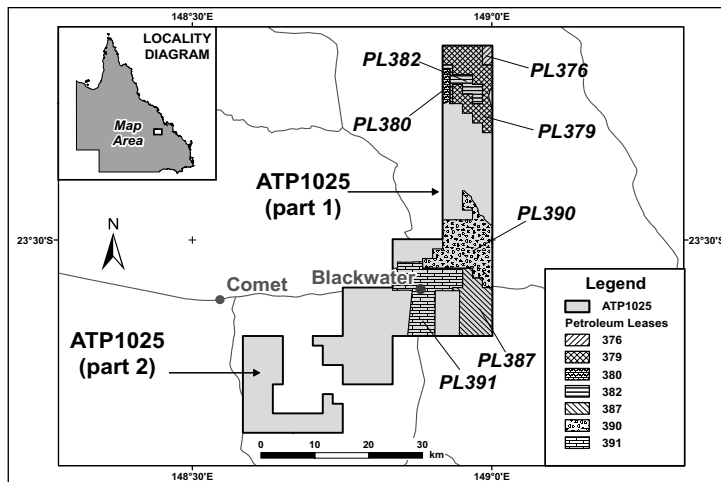 148°30'E
149°0'E
LOCALITY
DIAGRAM
Map
Area
PL382
PL376
PL380
PL379
ATP1025
(part 1)
PL390
N
23°30'S
23°30'S
Comet
Blackwater
ATP1025
(part 2)
PL391
PL387
Legend
ATP1025
Petroleum Leases
376
379
380
382
387
390
391
0 10 20 30
km
148°30'E
149°0'E